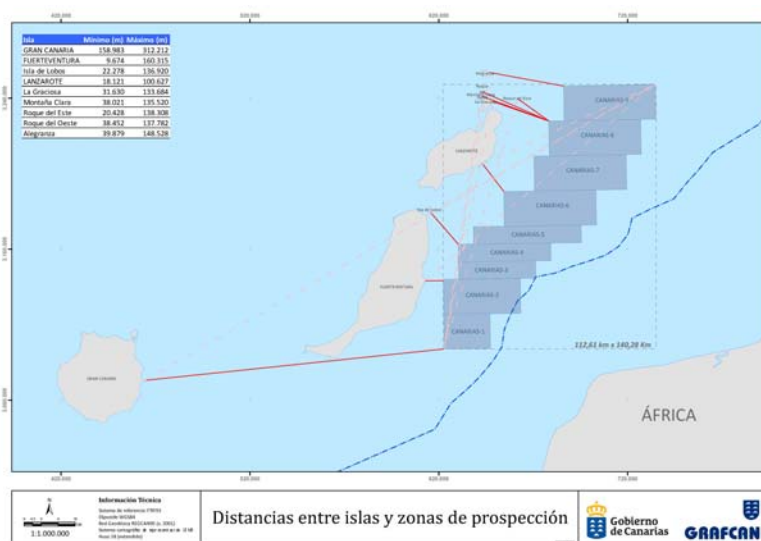 Isla Mínimo (m) Máximo (m)
GRAN CANARIA 158.983 312.212
FUERTEVENTURA 9.674 160.315
Isla de Lobos 22.278 136.920
LANZAROTE 18.121 100.627
La Graciosa 31.630 133.684
Montaña Clara 38.021 135.520
Roque del Este 20.428 138.308
Roque del Oeste 38.452 137.782
Alegranza 39.879 148.528
CANARIAS-9
CANARIAS-8
CANARIAS-7
CANARIAS-6
CANARIAS-5
CANARIAS-4
CANARIAS-3
CANARIAS-2
CANARIAS-1
LANZAROTE
FUERTEVENTURA
GRAN CANARIA
112,61 km x 140,28 Km
ÁFRICA
N
1:1.000.000
Información Técnica
Distancias entre islas y zonas de prospección
Gobierno
de Canarias
GRAFCAN